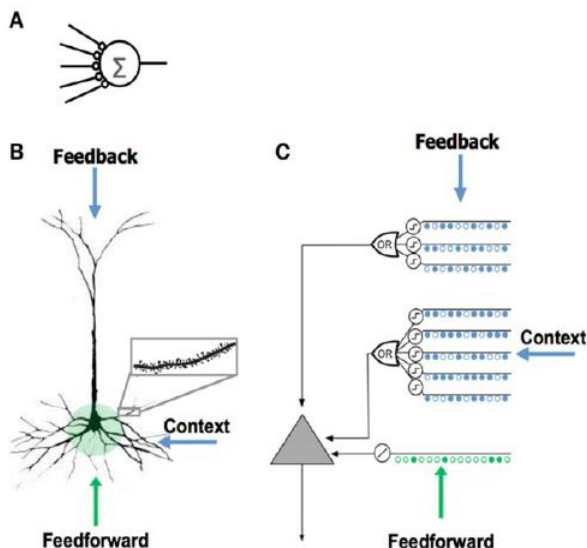 A
Σ
B
Feedback
C
Feedback
OR
OR
Context
Context
Feedforward
Feedforward